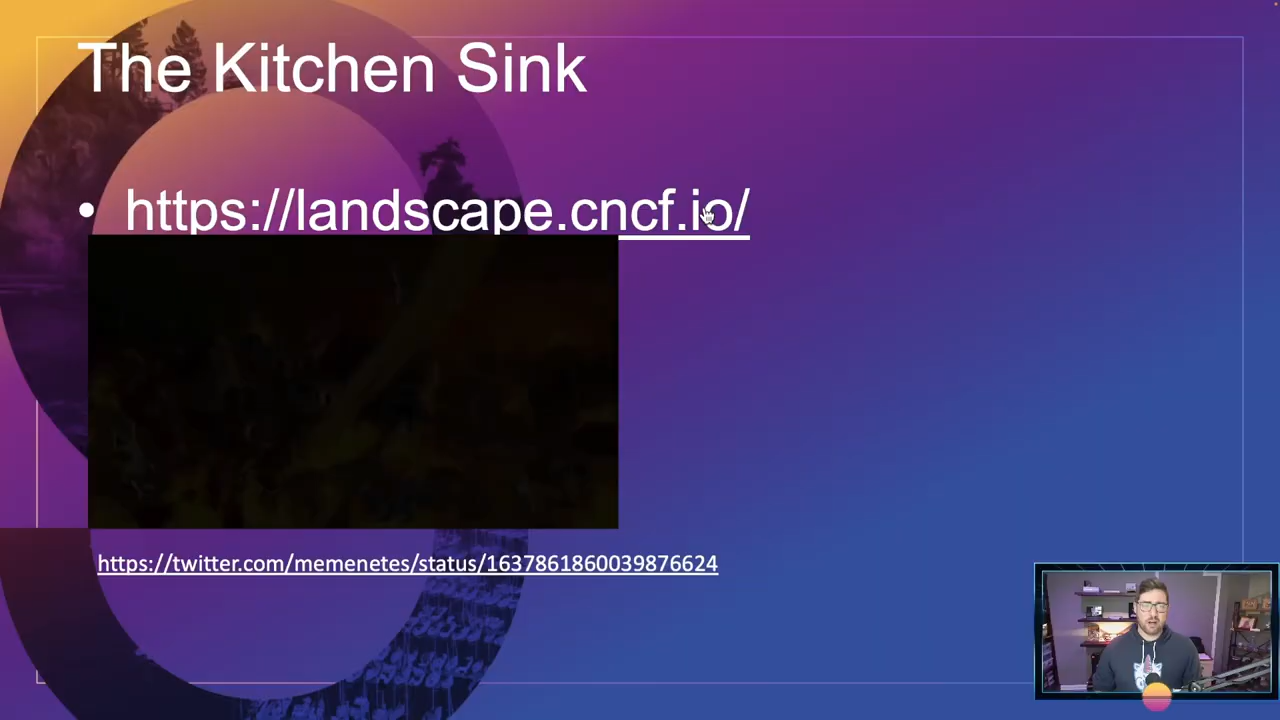 The Kitchen Sink
• https://landscape.cncf.io/
https://twitter.com/memenetes/status/1637861860039876624